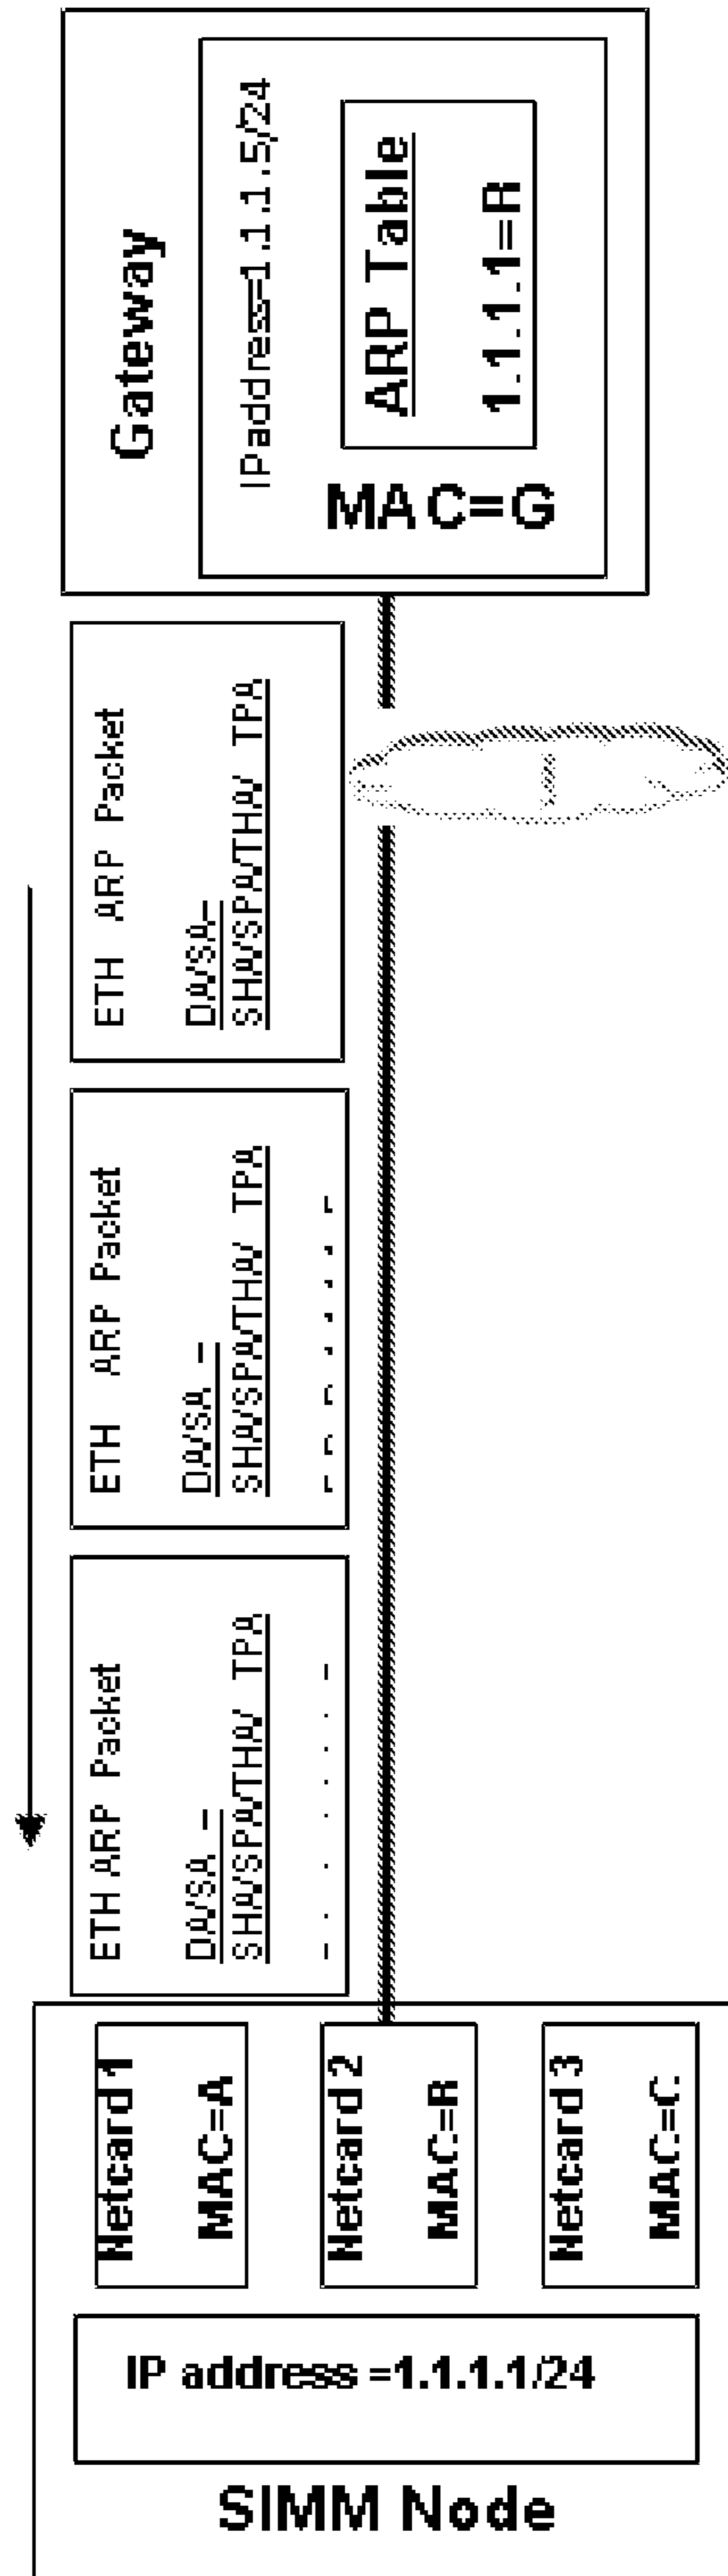 Gateway
IPaddress=1.1.1.5/24
ARP Table
1.1.1.1=R
MAC=G
ETH ARP Packet
DA/SA_
SHA/SPA/THA/ TPA
ETH ARP Packet
DA/SA _
SHA/SPA/THA/ TPA
ETH ARP Packet
DA/SA _
SHA/SPA/THA/ TPA
Netcard 1
MAC=A
Netcard 2
MAC=R
Netcard 3
MAC=C
IP address =1.1.1.1/24
SIMM Node